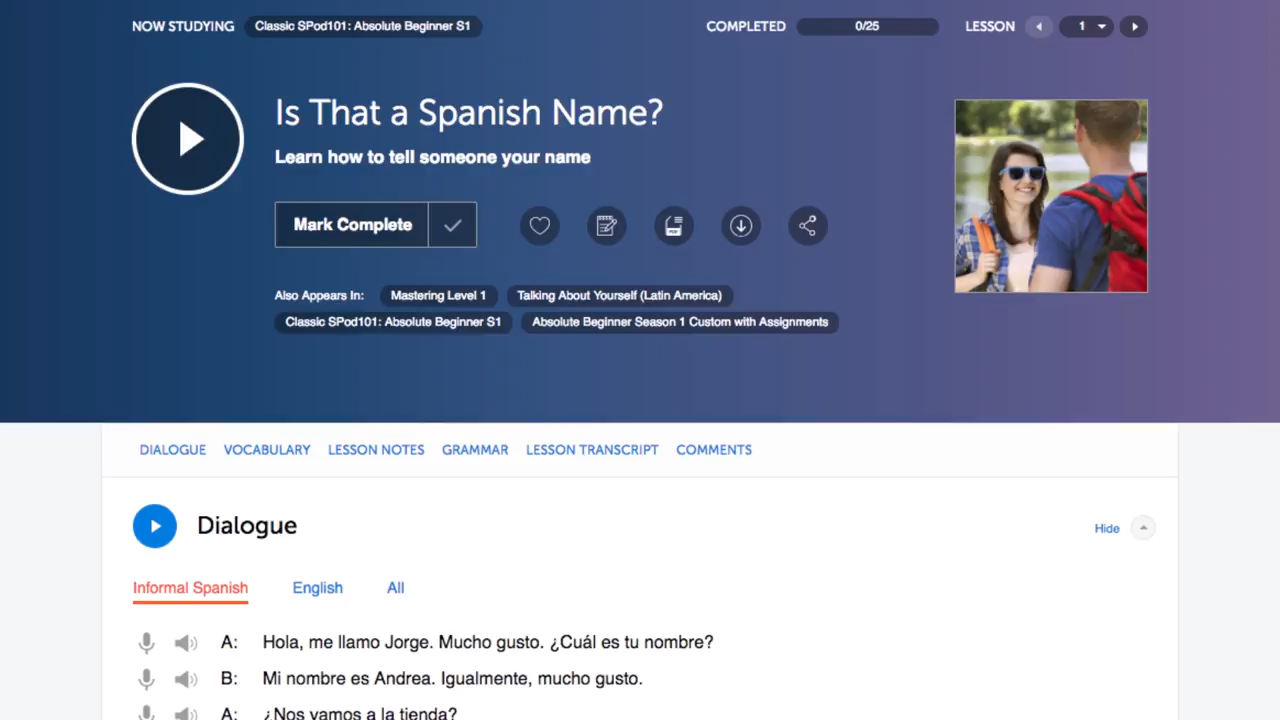 NOW STUDYING Classic SPod101: Absolute Beginner S1 COMPLETED 0/25 LESSON 1
Is That a Spanish Name?
Learn how to tell someone your name
Mark Complete
PDF
Also Appears In: Mastering Level 1 Talking About Yourself (Latin America)
Classic SPod101: Absolute Beginner S1 Absolute Beginner Season 1 Custom with Assignments
DIALOGUE VOCABULARY LESSON NOTES GRAMMAR LESSON TRANSCRIPT COMMENTS
Dialogue Hide
Informal Spanish English All
A: Hola, me llamo Jorge. Mucho gusto. ¿Cuál es tu nombre?
B: Mi nombre es Andrea. Igualmente, mucho gusto.
A: ¿Nos vamos a la tienda?